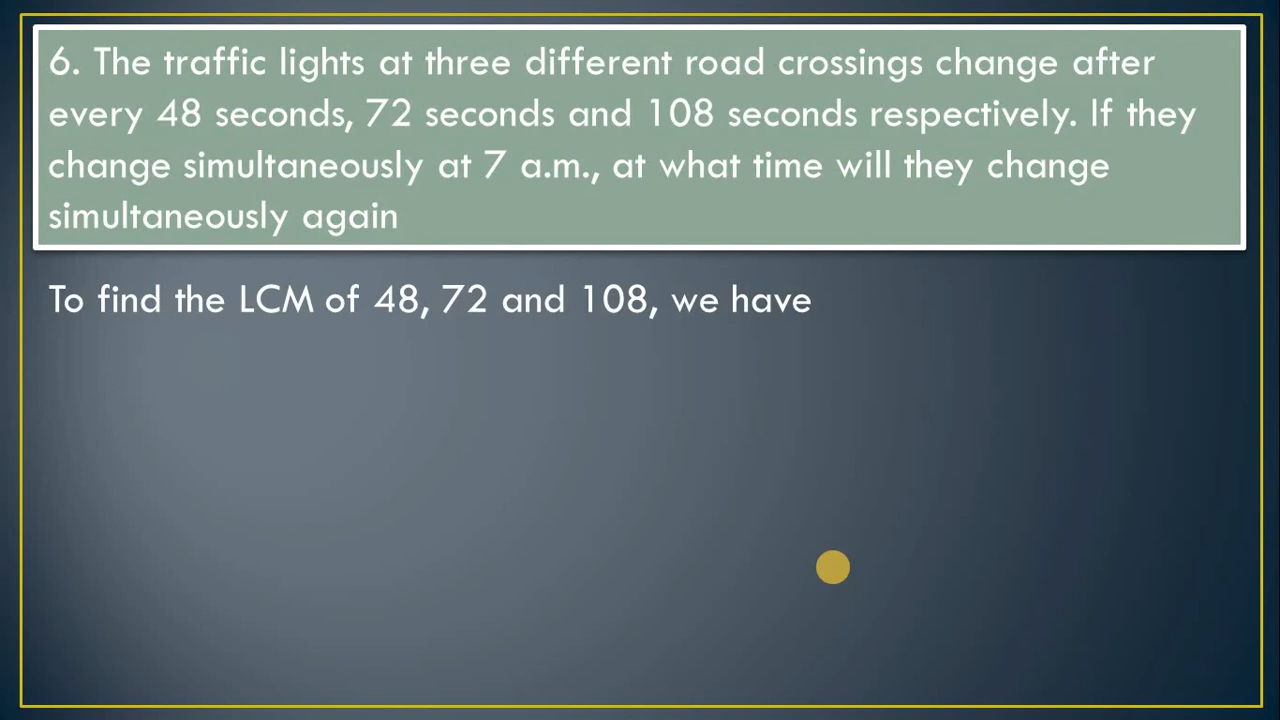 6. The traffic lights at three different road crossings change after
every 48 seconds, 72 seconds and 108 seconds respectively. If they
change simultaneously at 7 a.m., at what time will they change
simultaneously again
To find the LCM of 48, 72 and 108, we have